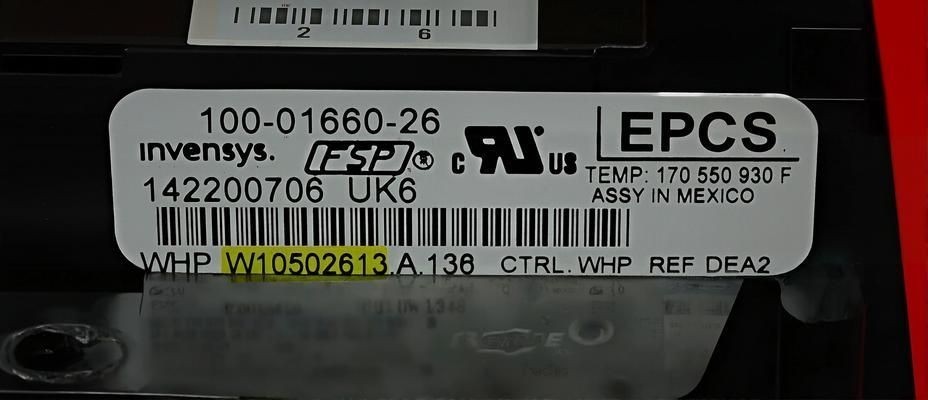 2 6
100-01660-26
invensys. FSP®
C RU US
EPCS
TEMP: 170 550 930 F
ASSY IN MEXICO
142200706 UK6
WHP W10502613.A.136 CTRL. WHP REF DEA2